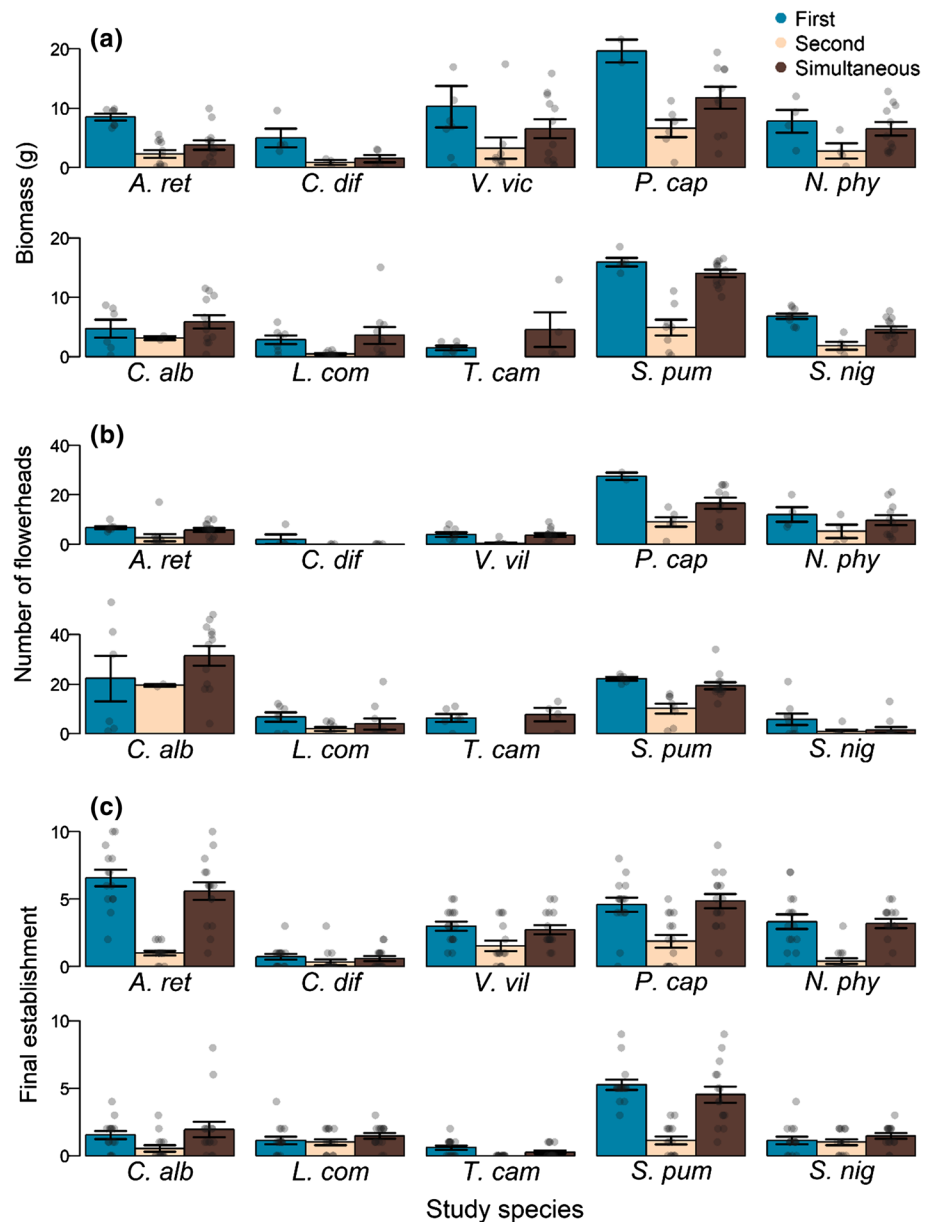 (a)
First
Second
Simultaneous
Biomass (g)
20
10
0
A. ret C. dif V. vic P. cap N. phy
20
10
0
C. alb L. com T. cam S. pum S. nig
(b)
Number of flowerheads
40
20
0
A. ret C. dif V. vil P. cap N. phy
40
20
0
C. alb L. com T. cam S. pum S. nig
(c)
Final establishment
10
5
0
A. ret C. dif V. vil P. cap N. phy
10
5
0
C. alb L. com T. cam S. pum S. nig
Study species